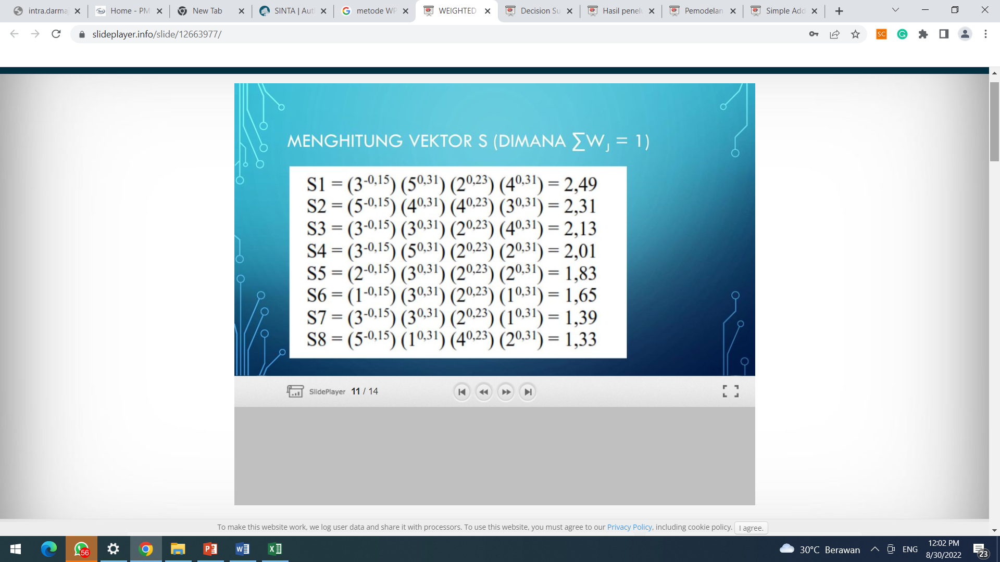 intra.darma
Home - PM
New Tab
SINTA | Aut
metode WP
WEIGHTED
Decision Su
Hasil penel
Pemodelan
Simple Add
slideplayer.info/slide/12663977/
SC
MENGHITUNG VEKTOR S (DIMANA ∑Wⱼ = 1)
S1 = (3^-0,15) (5^0,31) (2^0,23) (4^0,31) = 2,49
S2 = (5^-0,15) (4^0,31) (4^0,23) (3^0,31) = 2,31
S3 = (3^-0,15) (3^0,31) (2^0,23) (4^0,31) = 2,13
S4 = (3^-0,15) (5^0,31) (2^0,23) (2^0,31) = 2,01
S5 = (2^-0,15) (3^0,31) (2^0,23) (2^0,31) = 1,83
S6 = (1^-0,15) (3^0,31) (2^0,23) (1^0,31) = 1,65
S7 = (3^-0,15) (3^0,31) (2^0,23) (1^0,31) = 1,39
S8 = (5^-0,15) (1^0,31) (4^0,23) (2^0,31) = 1,33
SlidePlayer 11 / 14
To make this website work, we log user data and share it with processors. To use this website, you must agree to our Privacy Policy, including cookie policy. I agree.
56
30°C Berawan
ENG
12:02 PM
8/30/2022
23